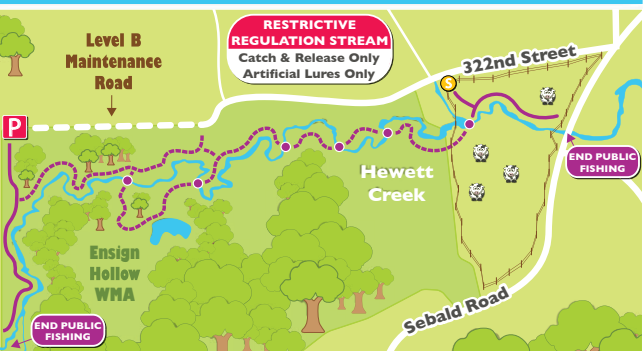 RESTRICTIVE
REGULATION STREAM
Catch & Release Only
Artificial Lures Only
Level B
Maintenance
Road
322nd Street
$
P
END PUBLIC
FISHING
Hewett
Creek
Ensign
Hollow
WMA
Sebald Road
END PUBLIC
FISHING